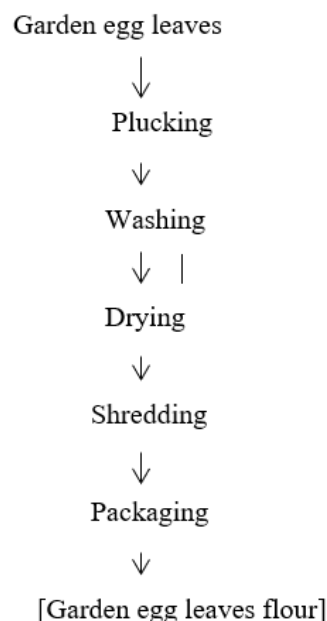 Garden egg leaves
Plucking
Washing
Drying
Shredding
Packaging
[Garden egg leaves flour]